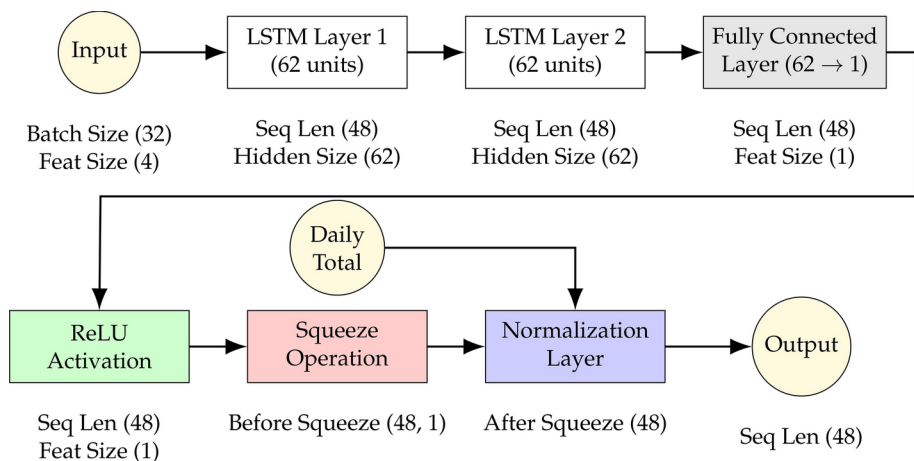 Input
LSTM Layer 1
(62 units)
LSTM Layer 2
(62 units)
Fully Connected
Layer (62 → 1)
Batch Size (32)
Feat Size (4)
Seq Len (48)
Hidden Size (62)
Seq Len (48)
Hidden Size (62)
Seq Len (48)
Feat Size (1)
Daily
Total
ReLU
Activation
Squeeze
Operation
Normalization
Layer
Output
Seq Len (48)
Feat Size (1)
Before Squeeze (48, 1)
After Squeeze (48)
Seq Len (48)